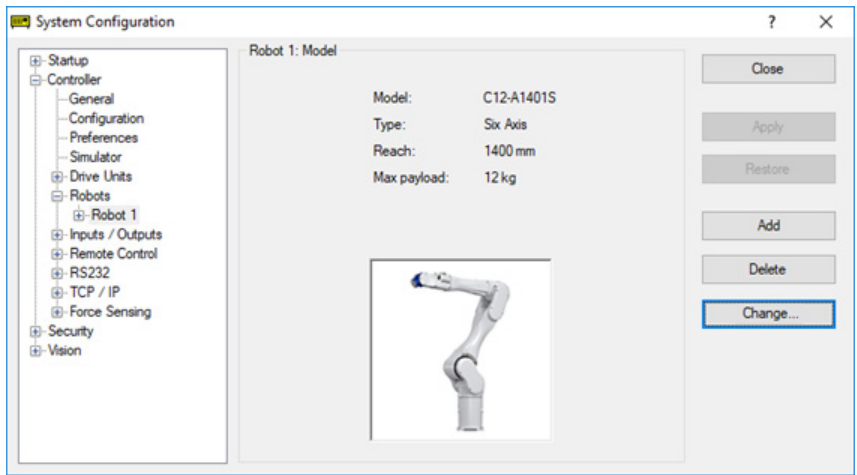 System Configuration
?
Startup
Controller
General
Configuration
Preferences
Simulator
Drive Units
Robots
Robot 1
Inputs / Outputs
Remote Control
RS232
TCP / IP
Force Sensing
Security
Vision
Robot 1: Model
Model: C12-A1401S
Type: Six Axis
Reach: 1400 mm
Max payload: 12 kg
Close
Apply
Restore
Add
Delete
Change...